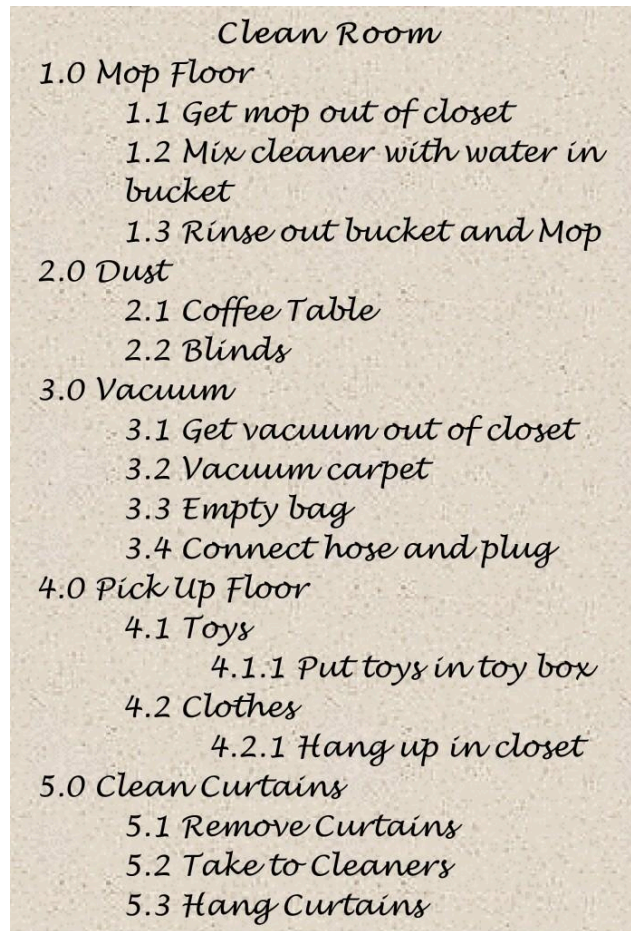 Clean Room
1.0 Mop Floor
1.1 Get mop out of closet
1.2 Mix cleaner with water in
bucket
1.3 Rinse out bucket and Mop
2.0 Dust
2.1 Coffee Table
2.2 Blinds
3.0 Vacuum
3.1 Get vacuum out of closet
3.2 Vacuum carpet
3.3 Empty bag
3.4 Connect hose and plug
4.0 Pick Up Floor
4.1 Toys
4.1.1 Put toys in toy box
4.2 Clothes
4.2.1 Hang up in closet
5.0 Clean Curtains
5.1 Remove Curtains
5.2 Take to Cleaners
5.3 Hang Curtains